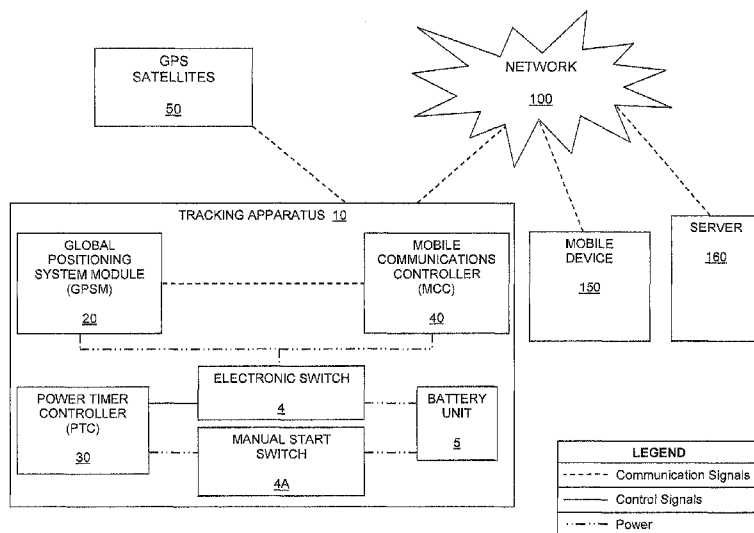 GPS
SATELLITES
50
NETWORK
100
TRACKING APPARATUS 10
GLOBAL
POSITIONING
SYSTEM MODULE
(GPSM)
20
MOBILE
COMMUNICATIONS
CONTROLLER
(MCC)
40
MOBILE
DEVICE
150
SERVER
160
POWER TIMER
CONTROLLER
(PTC)
30
ELECTRONIC SWITCH
4
MANUAL START
SWITCH
4A
BATTERY
UNIT
5
LEGEND
Communication Signals
Control Signals
Power